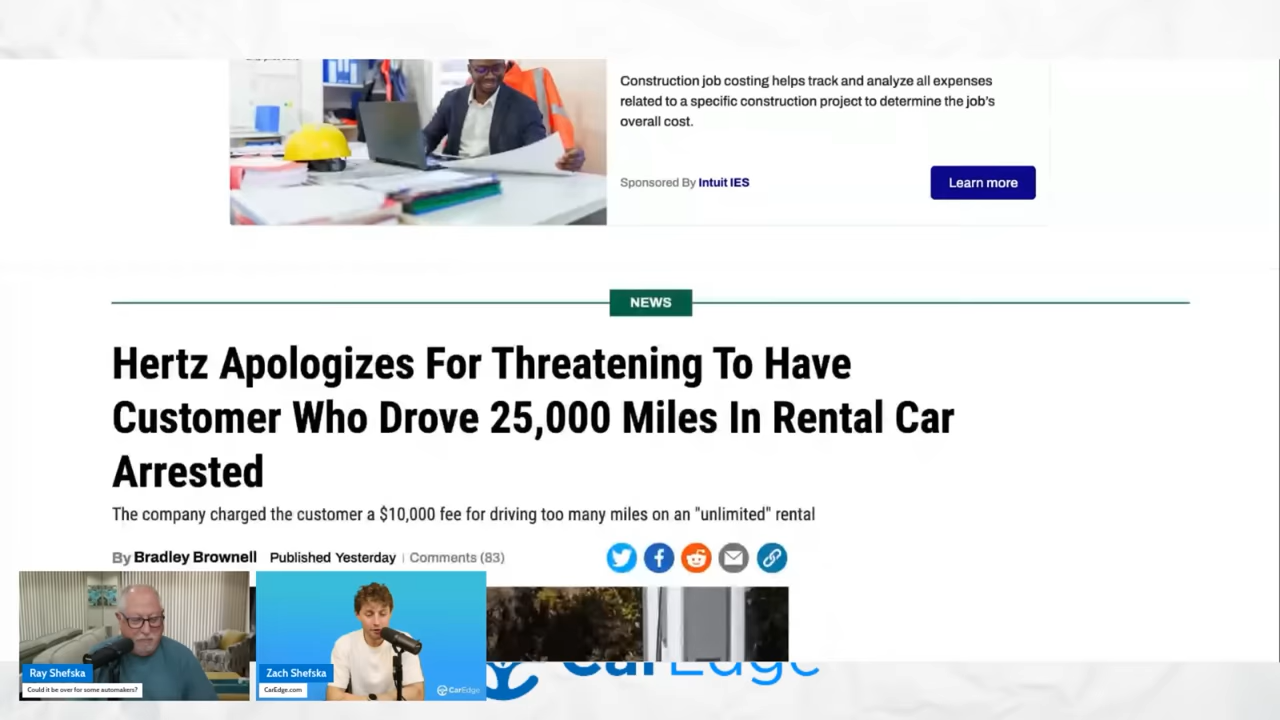 Construction job costing helps track and analyze all expenses
related to a specific construction project to determine the job's
overall cost.
Sponsored By Intuit IES
Learn more
NEWS
Hertz Apologizes For Threatening To Have
Customer Who Drove 25,000 Miles In Rental Car
Arrested
The company charged the customer a $10,000 fee for driving too many miles on an "unlimited" rental
By Bradley Brownell Published Yesterday | Comments (83)
Ray Shefska
Could it be over for some automakers?
Zach Shefska
CarEdge.com
CarEdge
CarEdge